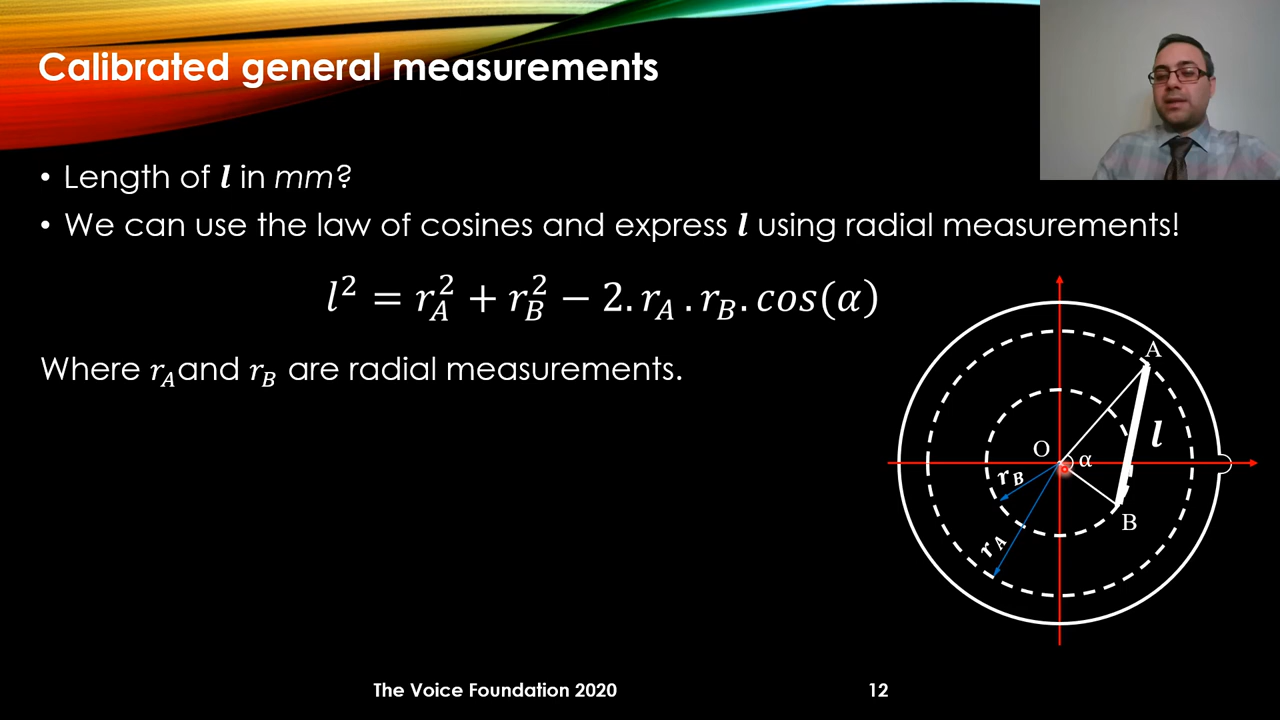 Calibrated general measurements
• Length of l in mm?
• We can use the law of cosines and express l using radial measurements!
l² = r_A² + r_B² − 2. r_A . r_B. cos(α)
Where r_A and r_B are radial measurements.
A
l
O
α
r_B
B
r_A
The Voice Foundation 2020
12